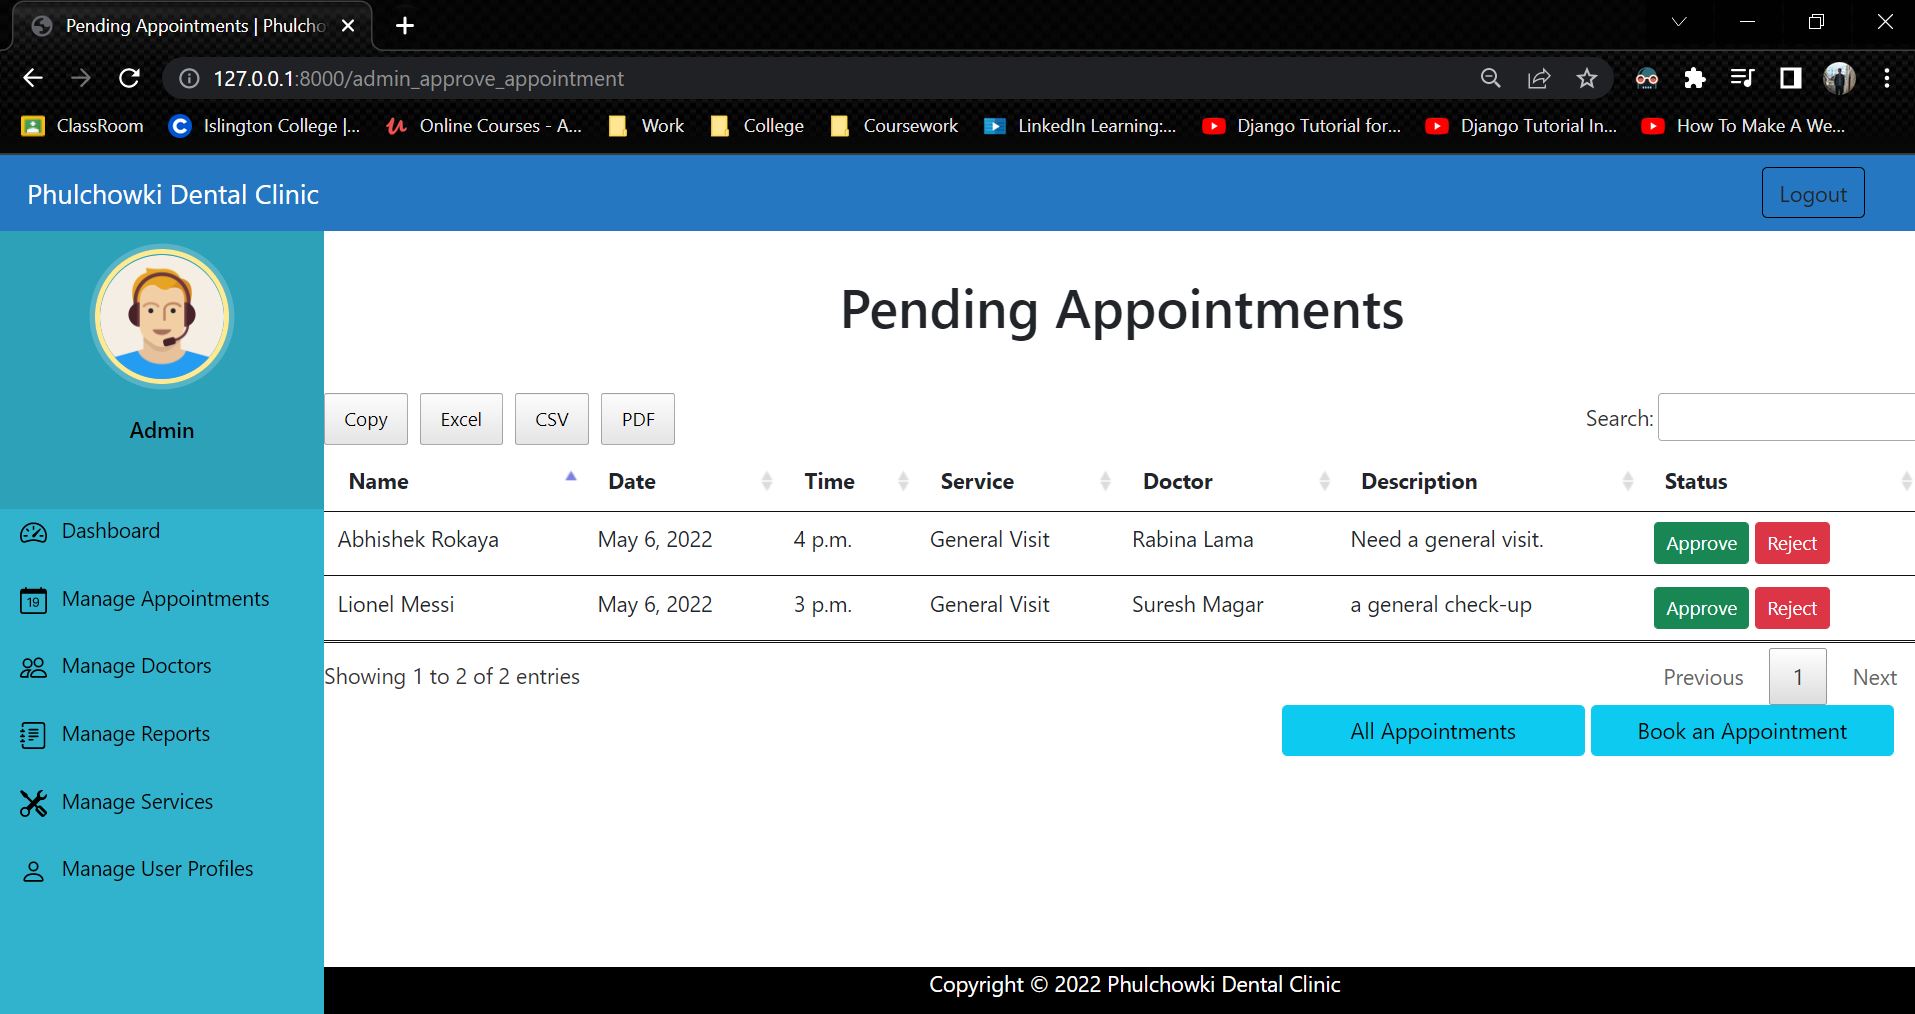 Pending Appointments | Phulcho
127.0.0.1:8000/admin_approve_appointment
ClassRoom Islington College |... Online Courses - A... Work College Coursework LinkedIn Learning:... Django Tutorial for... Django Tutorial In... How To Make A We...
Phulchowki Dental Clinic Logout
Admin
Dashboard
19 Manage Appointments
Manage Doctors
Manage Reports
Manage Services
Manage User Profiles
Pending Appointments
Copy Excel CSV PDF Search:
Name Date Time Service Doctor Description Status
Abhishek Rokaya May 6, 2022 4 p.m. General Visit Rabina Lama Need a general visit. Approve Reject
Lionel Messi May 6, 2022 3 p.m. General Visit Suresh Magar a general check-up Approve Reject
Showing 1 to 2 of 2 entries Previous 1 Next
All Appointments Book an Appointment
Copyright © 2022 Phulchowki Dental Clinic